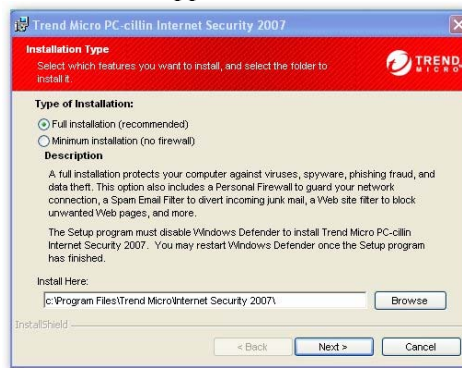 Trend Micro PC-cillin Internet Security 2007
Installation Type
Select which features you want to install, and select the folder to
install it.
TREND
MICRO
Type of Installation:
Full installation (recommended)
Minimum installation (no firewall)
Description
A full installation protects your computer against viruses, spyware, phishing fraud, and
data theft. This option also includes a Personal Firewall to guard your network
connection, a Spam Email Filter to divert incoming junk mail, a Web site filter to block
unwanted Web pages, and more.
The Setup program must disable Windows Defender to install Trend Micro PC-cillin
Internet Security 2007. You may restart Windows Defender once the Setup program
has finished.
Install Here:
c:\Program Files\Trend Micro\Internet Security 2007\
Browse
InstallShield
< Back Next > Cancel